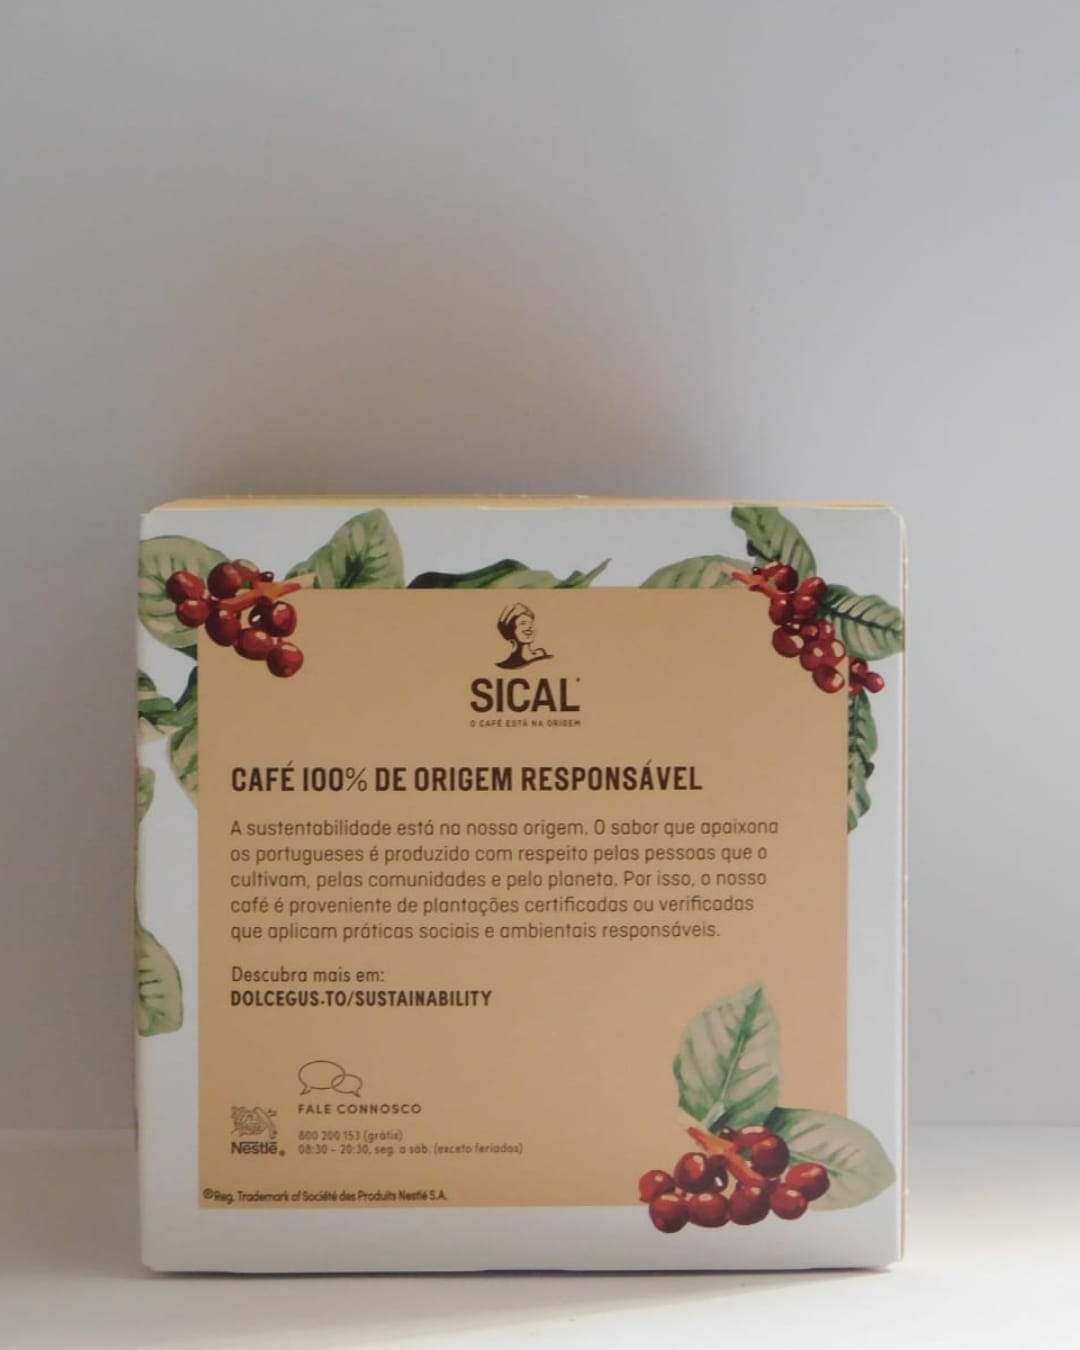 SICAL
O CAFÉ ESTÁ NA ORIGEM
CAFÉ 100% DE ORIGEM RESPONSÁVEL
A sustentabilidade está na nossa origem. O sabor que apaixona
os portugueses é produzido com respeito pelas pessoas que o
cultivam, pelas comunidades e pelo planeta. Por isso, o nosso
café é proveniente de plantações certificadas ou verificadas
que aplicam práticas sociais e ambientais responsáveis.
Descubra mais em:
DOLCEGUS.TO/SUSTAINABILITY
FALE CONNOSCO
800 200 153 (grátis)
08:30 – 20:30, seg. a sáb. (exceto feriados)
Nestlé®
®Reg. Trademark of Société des Produits Nestlé S.A.